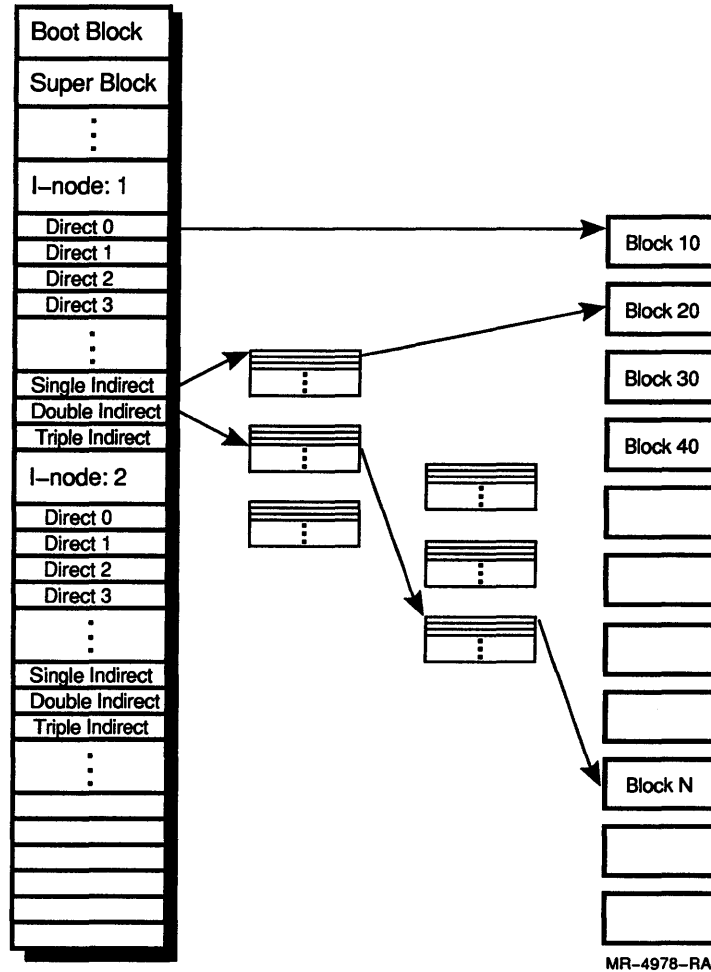 Boot Block
Super Block
I–node: 1
Direct 0
Direct 1
Direct 2
Direct 3
Single Indirect
Double Indirect
Triple Indirect
I–node: 2
Direct 0
Direct 1
Direct 2
Direct 3
Single Indirect
Double Indirect
Triple Indirect
Block 10
Block 20
Block 30
Block 40
Block N
MR–4978–RA